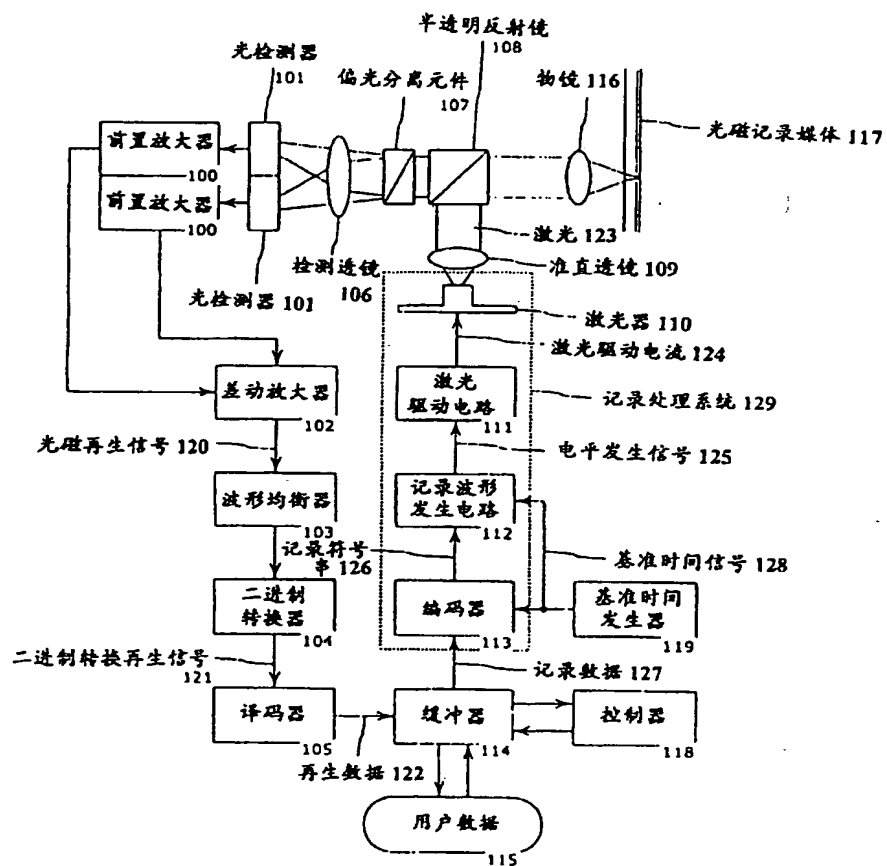 半透明反射镜
108
光检测器
101
偏光分离元件
107
物镜 116
光磁记录媒体 117
前置放大器
100
前置放大器
100
激光 123
准直透镜 109
检测透镜
106
光检测器 101
激光器 110
激光驱动电流
124
差动放大器
102
激光
驱动电路
111
记录处理系统 129
光磁再生信号 120
电平发生信号 125
波形均衡器
103
记录波形
发生电路
112
记录符号
串126
基准时间信号 128
二进制
转换器
104
编码器
113
基准时间
发生器
119
二进制转换再生信号
121
记录数据 127
译码器
105
缓冲器
114
控制器
118
再生数据 122
用户数据
115